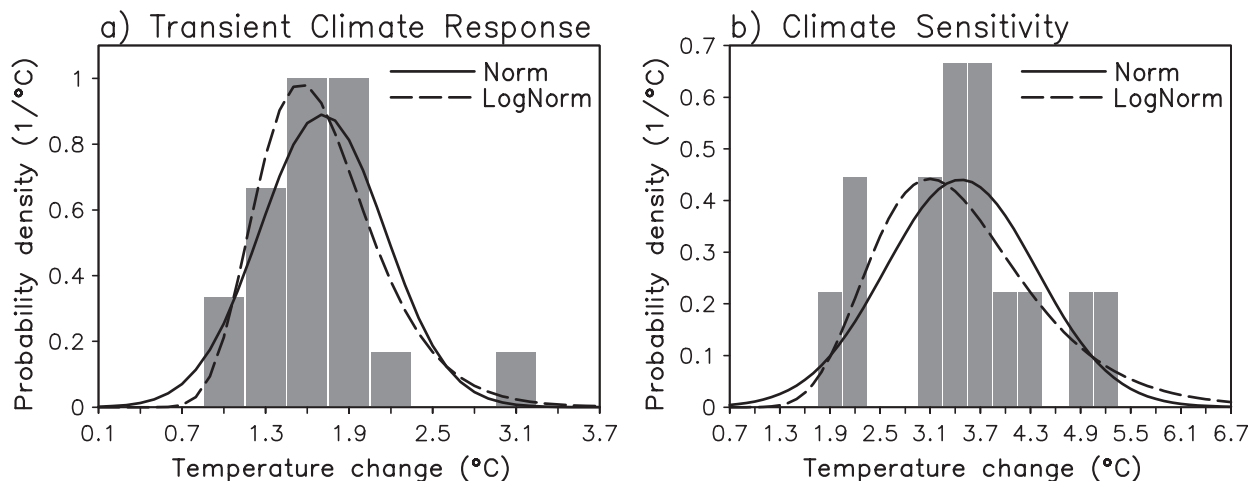 a) Transient Climate Response
Probability density (1/°C)
1
0.8
0.6
0.4
0.2
0
Norm
LogNorm
0.1 0.7 1.3 1.9 2.5 3.1 3.7
Temperature change (°C)
b) Climate Sensitivity
Probability density (1/°C)
0.7
0.6
0.5
0.4
0.3
0.2
0.1
0
Norm
LogNorm
0.7 1.3 1.9 2.5 3.1 3.7 4.3 4.9 5.5 6.1 6.7
Temperature change (°C)